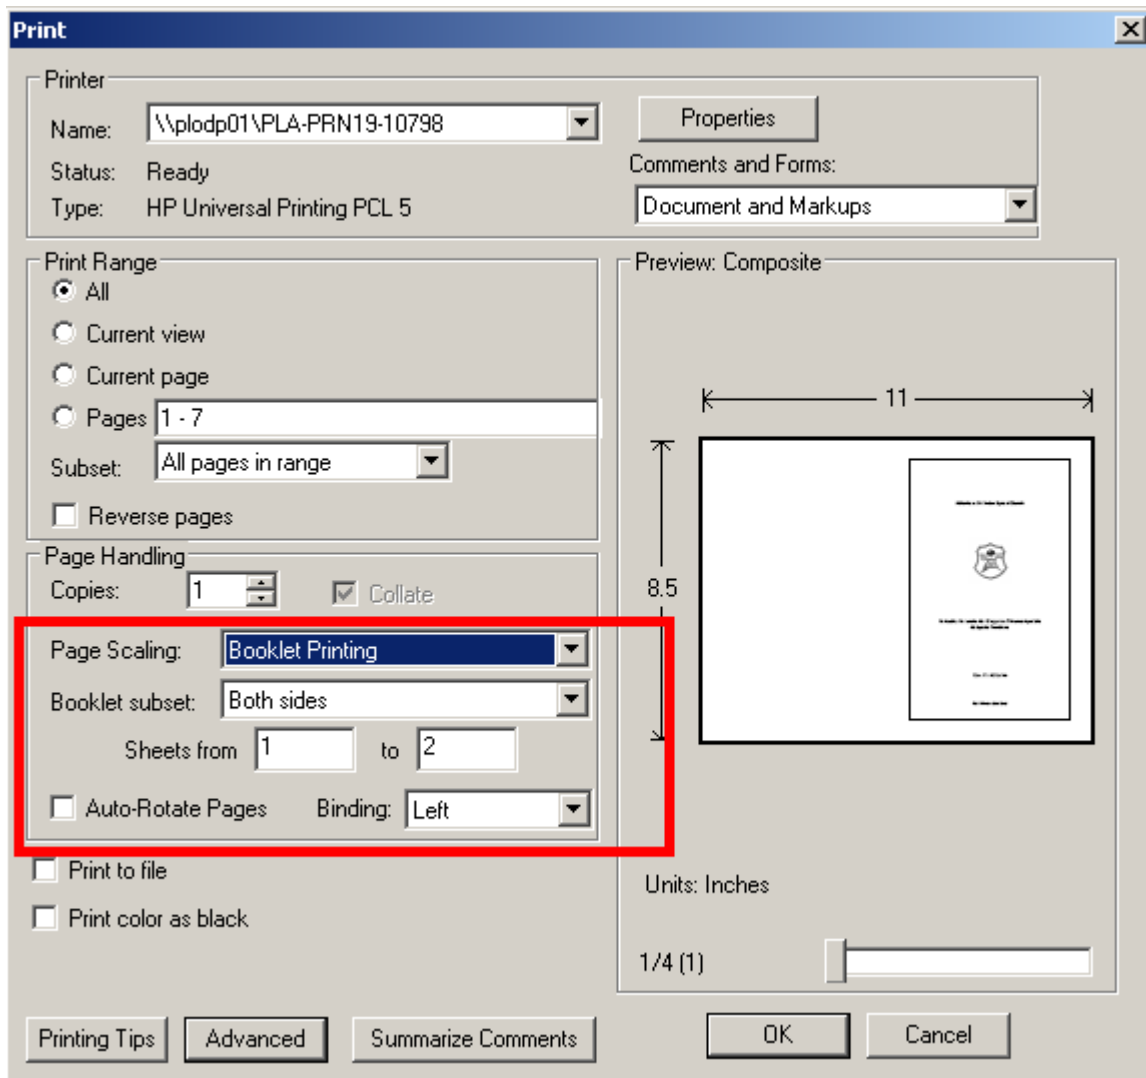 Print
Printer
Name: \\plodp01\PLA-PRN19-10798
Properties
Status: Ready
Comments and Forms:
Type: HP Universal Printing PCL 5
Document and Markups
Print Range
All
Current view
Current page
Pages 1 - 7
Subset: All pages in range
Reverse pages
Page Handling
Copies: 1 Collate
Page Scaling: Booklet Printing
Booklet subset: Both sides
Sheets from 1 to 2
Auto-Rotate Pages Binding: Left
Print to file
Print color as black
Preview: Composite
11
8.5
Units: Inches
1/4 (1)
Printing Tips Advanced Summarize Comments OK Cancel